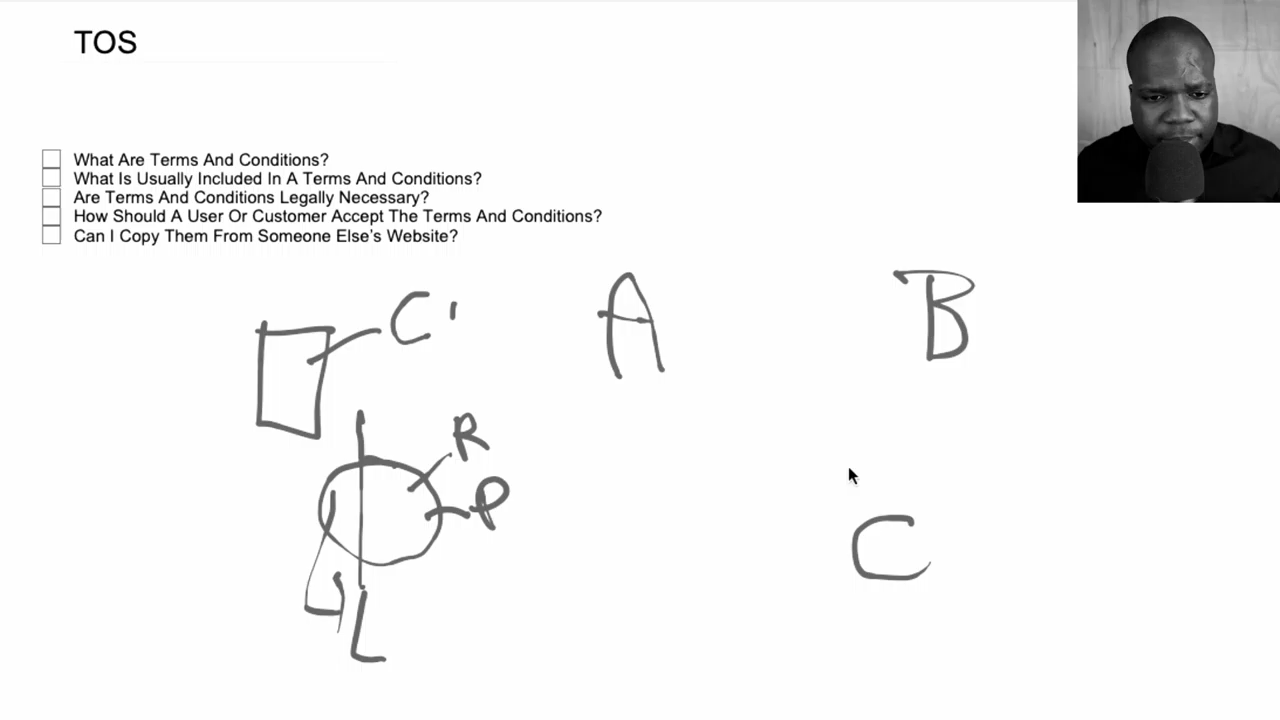 TOS
What Are Terms And Conditions?
What Is Usually Included In A Terms And Conditions?
Are Terms And Conditions Legally Necessary?
How Should A User Or Customer Accept The Terms And Conditions?
Can I Copy Them From Someone Else’s Website?
C'
A
B
R
P
C
L